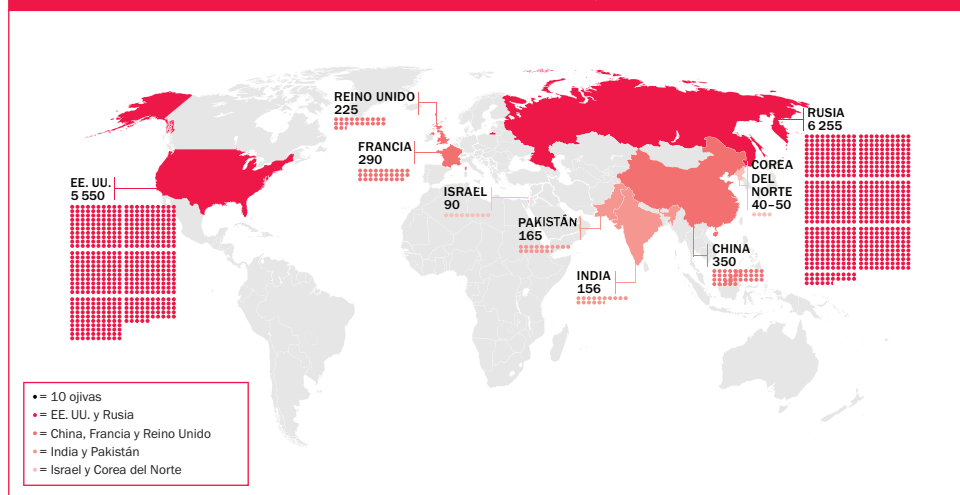 REINO UNIDO
225
FRANCIA
290
EE. UU.
5 550
ISRAEL
90
PAKISTÁN
165
INDIA
156
RUSIA
6 255
COREA
DEL
NORTE
40–50
CHINA
350
= 10 ojivas
= EE. UU. y Rusia
= China, Francia y Reino Unido
= India y Pakistán
= Israel y Corea del Norte